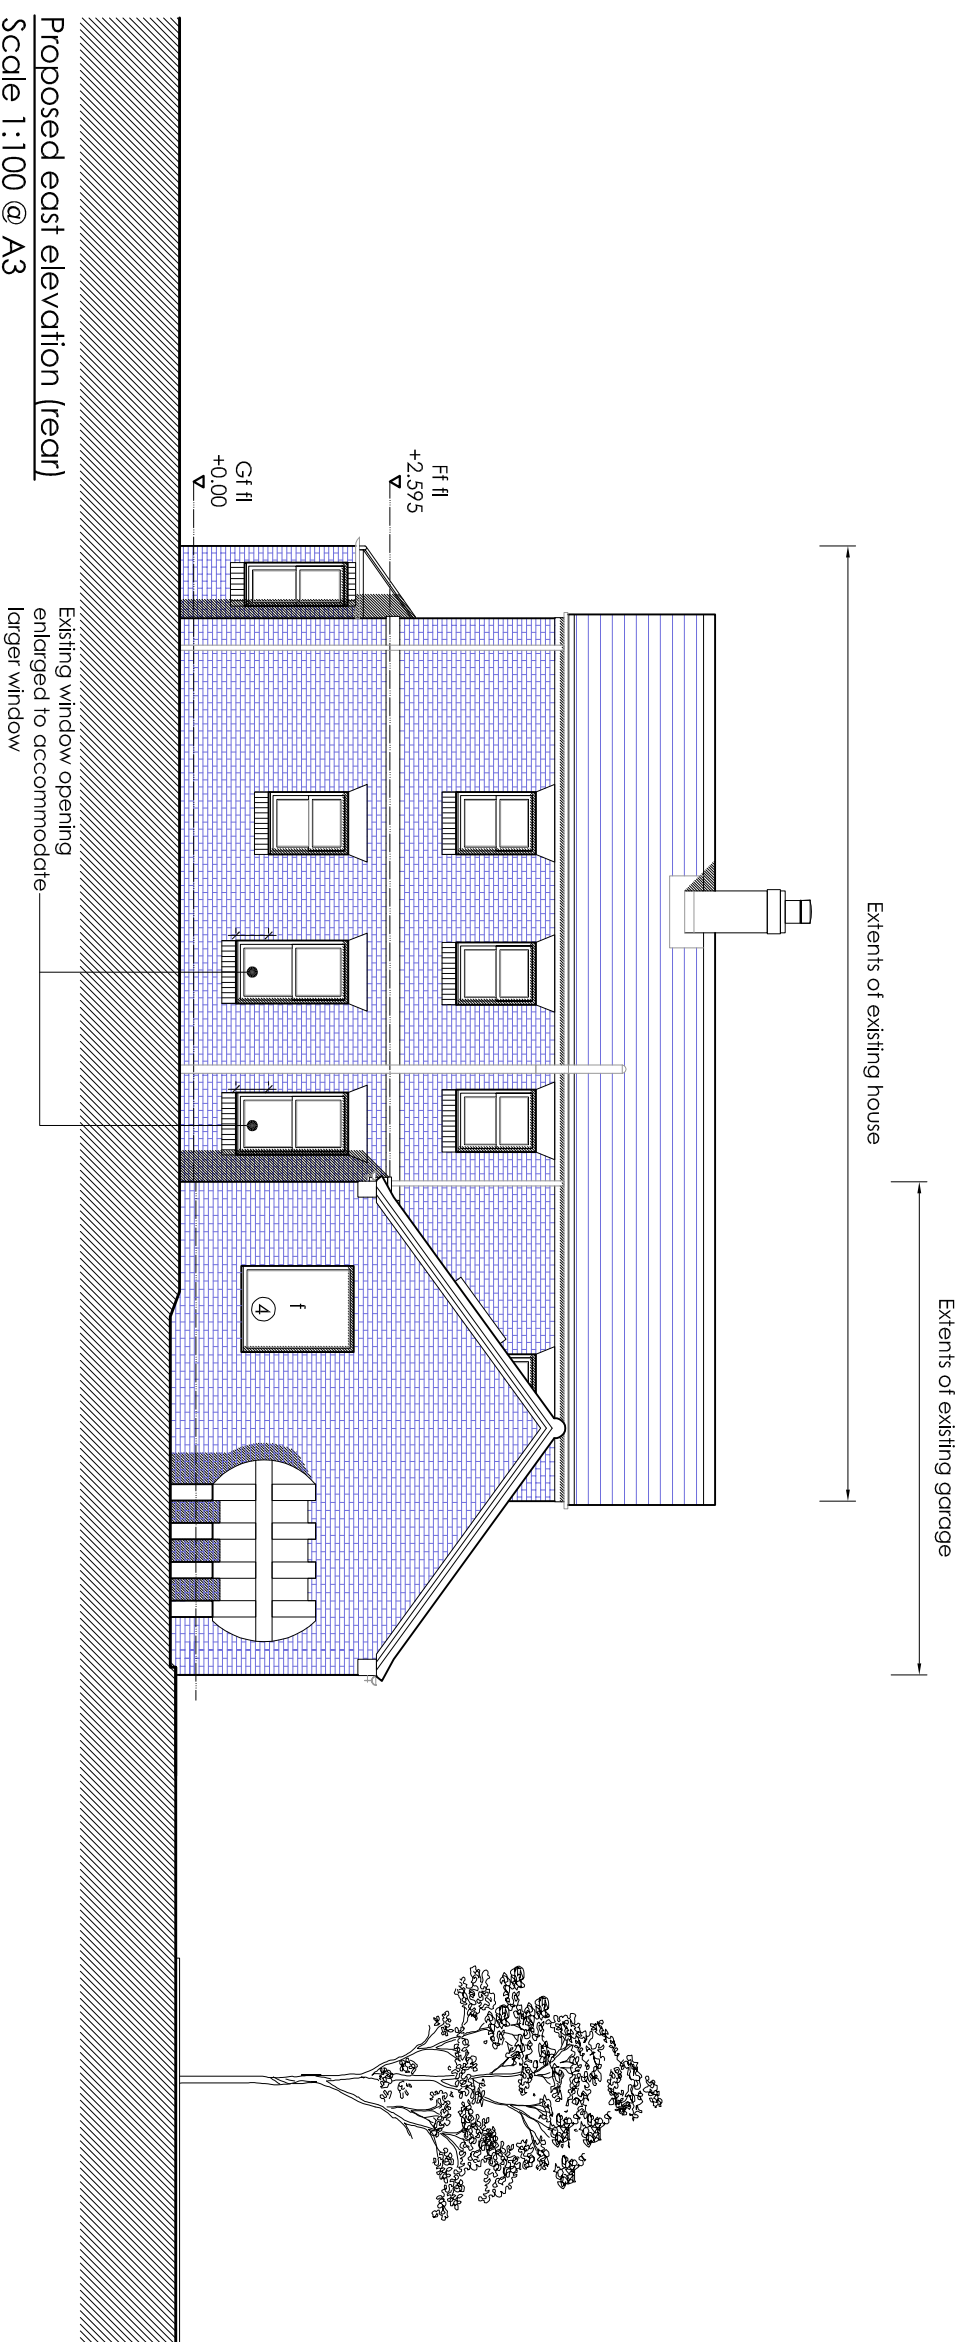 Extents of existing garage
Extents of existing house
Ff fl
+2.595
Gf fl
+0.00
f
4
Existing window opening
enlarged to accommodate
larger window
Proposed east elevation (rear)
Scale 1:100 @ A3